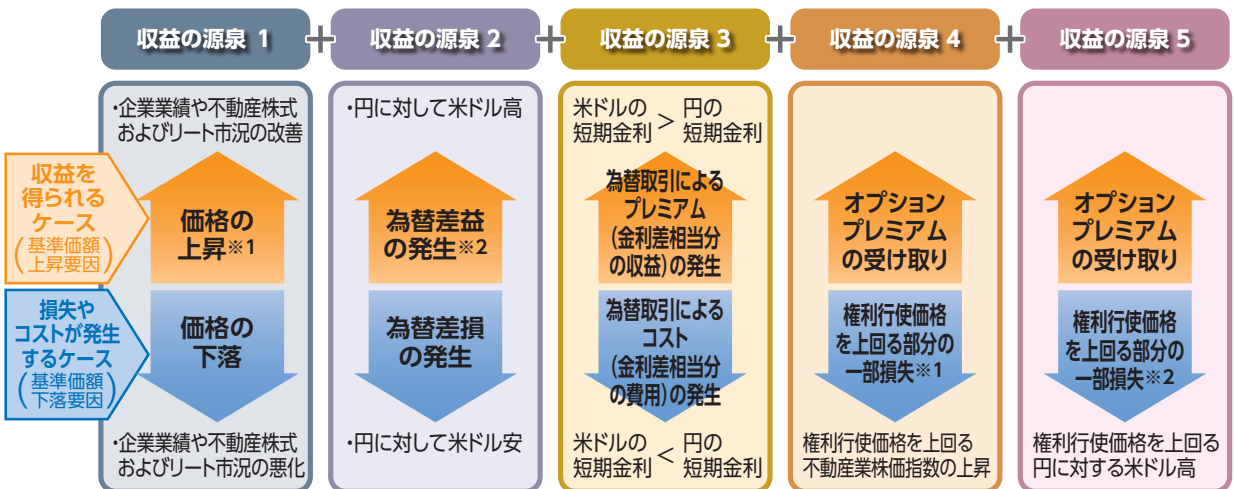 収益の源泉 1 + 収益の源泉 2 + 収益の源泉 3 + 収益の源泉 4 + 収益の源泉 5
収益を
得られる
ケース
(基準価額
上昇要因)
損失や
コストが発生
するケース
(基準価額
下落要因)
・企業業績や不動産株式
およびリート市況の改善
価格の
上昇※1
価格の
下落
・企業業績や不動産株式
およびリート市況の悪化
・円に対して米ドル高
為替差益
の発生※2
為替差損
の発生
・円に対して米ドル安
米ドルの 円の
短期金利 > 短期金利
為替取引による
プレミアム
(金利差相当分
の収益)の発生
為替取引による
コスト
(金利差相当分
の費用)の発生
米ドルの 円の
短期金利 < 短期金利
オプション
プレミアム
の受け取り
権利行使価格
を上回る部分の
一部損失※1
権利行使価格を上回る
不動産業株価指数の上昇
オプション
プレミアム
の受け取り
権利行使価格
を上回る部分の
一部損失※2
権利行使価格を上回る
円に対する米ドル高